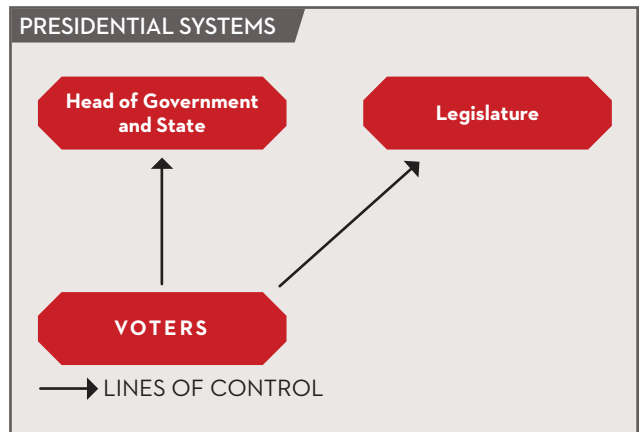 PRESIDENTIAL SYSTEMS
Head of Government
and State
Legislature
VOTERS
LINES OF CONTROL